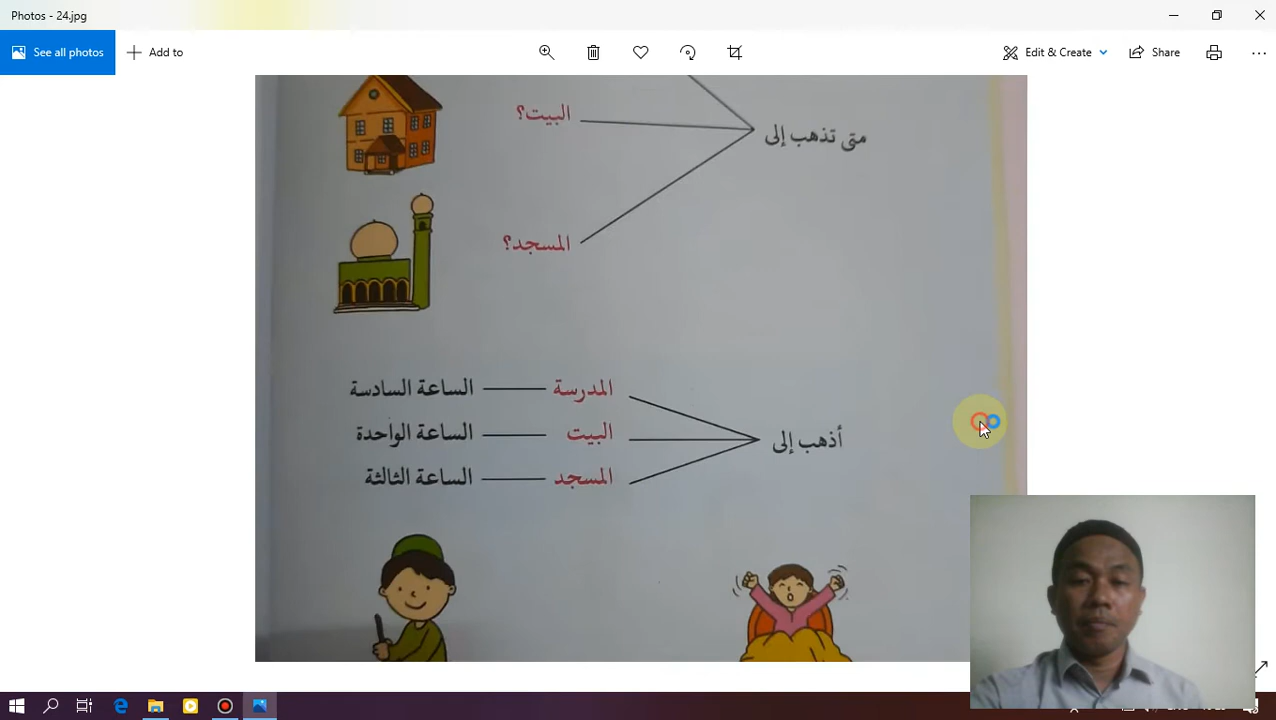 Photos - 24.jpg
See all photos
Add to
Edit & Create
Share
البيت؟
متى تذهب إلى
المسجد؟
المدرسة الساعة السادسة
أذهب إلى البيت الساعة الواحدة
المسجد الساعة الثالثة